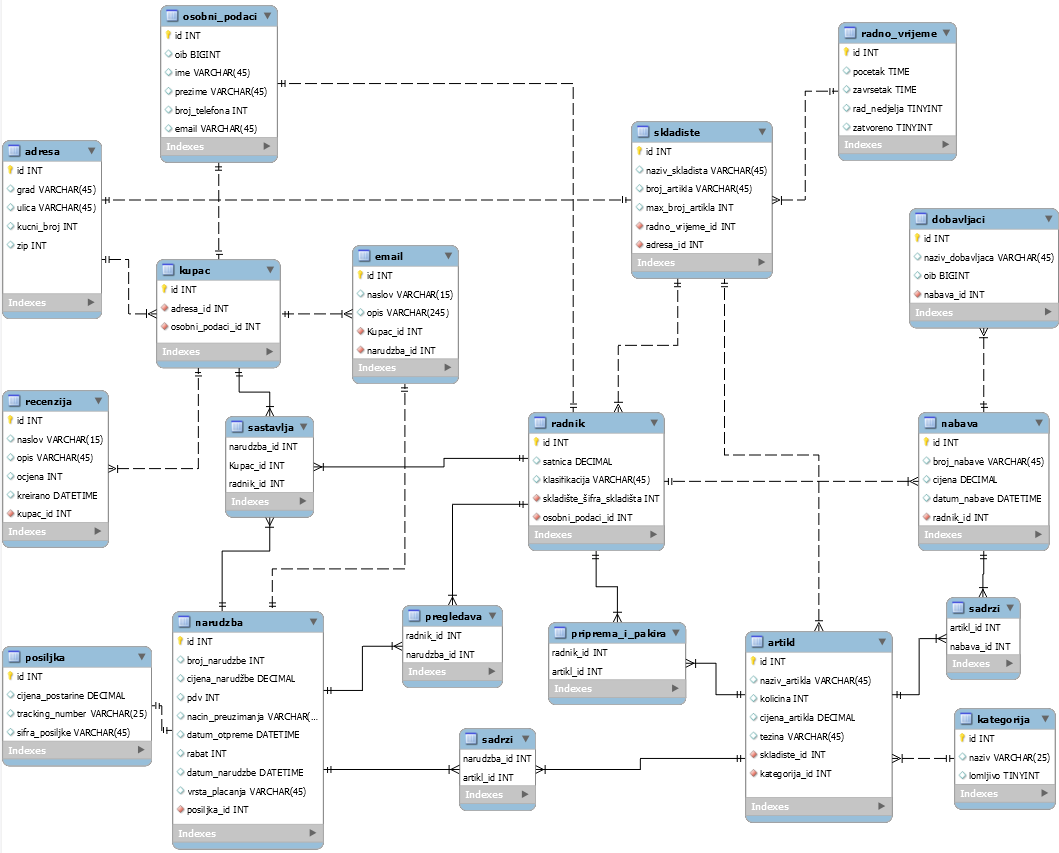 osobni_podaci
id INT
oib BIGINT
ime VARCHAR(45)
prezime VARCHAR(45)
broj_telefona INT
email VARCHAR(45)
Indexes
radno_vrijeme
id INT
pocetak TIME
zavrsetak TIME
rad_nedjelja TINYINT
zatvoreno TINYINT
Indexes
adresa
id INT
grad VARCHAR(45)
ulica VARCHAR(45)
kucni_broj INT
zip INT
Indexes
skladiste
id INT
naziv_skladista VARCHAR(45)
broj_artikla VARCHAR(45)
max_broj_artikla INT
radno_vrijeme_id INT
adresa_id INT
Indexes
dobavljaci
id INT
naziv_dobavljaca VARCHAR(45)
oib BIGINT
nabava_id INT
Indexes
kupac
id INT
adresa_id INT
osobni_podaci_id INT
Indexes
email
id INT
naslov VARCHAR(15)
opis VARCHAR(245)
Kupac_id INT
narudzba_id INT
Indexes
recenzija
id INT
naslov VARCHAR(15)
opis VARCHAR(45)
ocjena INT
kreirano DATETIME
kupac_id INT
Indexes
sastavlja
narudzba_id INT
Kupac_id INT
radnik_id INT
Indexes
radnik
id INT
satnica DECIMAL
klasifikacija VARCHAR(45)
skladište_šifra_skladišta INT
osobni_podaci_id INT
Indexes
nabava
id INT
broj_nabave VARCHAR(45)
cijena DECIMAL
datum_nabave DATETIME
radnik_id INT
Indexes
narudzba
id INT
broj_narudzbe INT
cijena_narudžbe DECIMAL
pdv INT
nacin_preuzimanja VARCHAR(...
datum_otpreme DATETIME
rabat INT
datum_narudzbe DATETIME
vrsta_placanja VARCHAR(45)
posiljka_id INT
Indexes
pregledava
radnik_id INT
narudzba_id INT
Indexes
priprema_i_pakira
radnik_id INT
artikl_id INT
Indexes
artikl
id INT
naziv_artikla VARCHAR(45)
kolicina INT
cijena_artikla DECIMAL
tezina VARCHAR(45)
skladiste_id INT
kategorija_id INT
Indexes
sadrzi
artikl_id INT
nabava_id INT
Indexes
posiljka
id INT
cijena_postarine DECIMAL
tracking_number VARCHAR(25)
sifra_posiljke VARCHAR(45)
Indexes
sadrzi
narudzba_id INT
artikl_id INT
Indexes
kategorija
id INT
naziv VARCHAR(25)
lomljivo TINYINT
Indexes